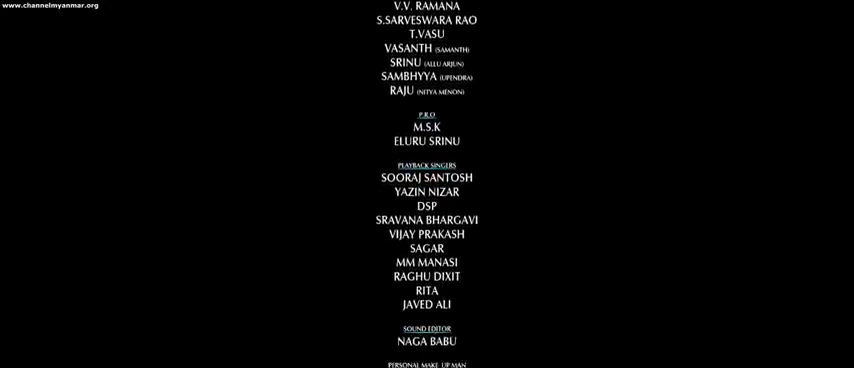 www.channelmyanmar.org
V.V. RAMANA
S.SARVESWARA RAO
T.VASU
VASANTH (SAMANTH)
SRINU (ALLU ARJUN)
SAMBHYYA (UPENDRA)
RAJU (NITYA MENON)
P.R.O
M.S.K
ELURU SRINU
PLAYBACK SINGERS
SOORAJ SANTOSH
YAZIN NIZAR
DSP
SRAVANA BHARGAVI
VIJAY PRAKASH
SAGAR
MM MANASI
RAGHU DIXIT
RITA
JAVED ALI
SOUND EDITOR
NAGA BABU
PERSONAL MAKE UP MAN